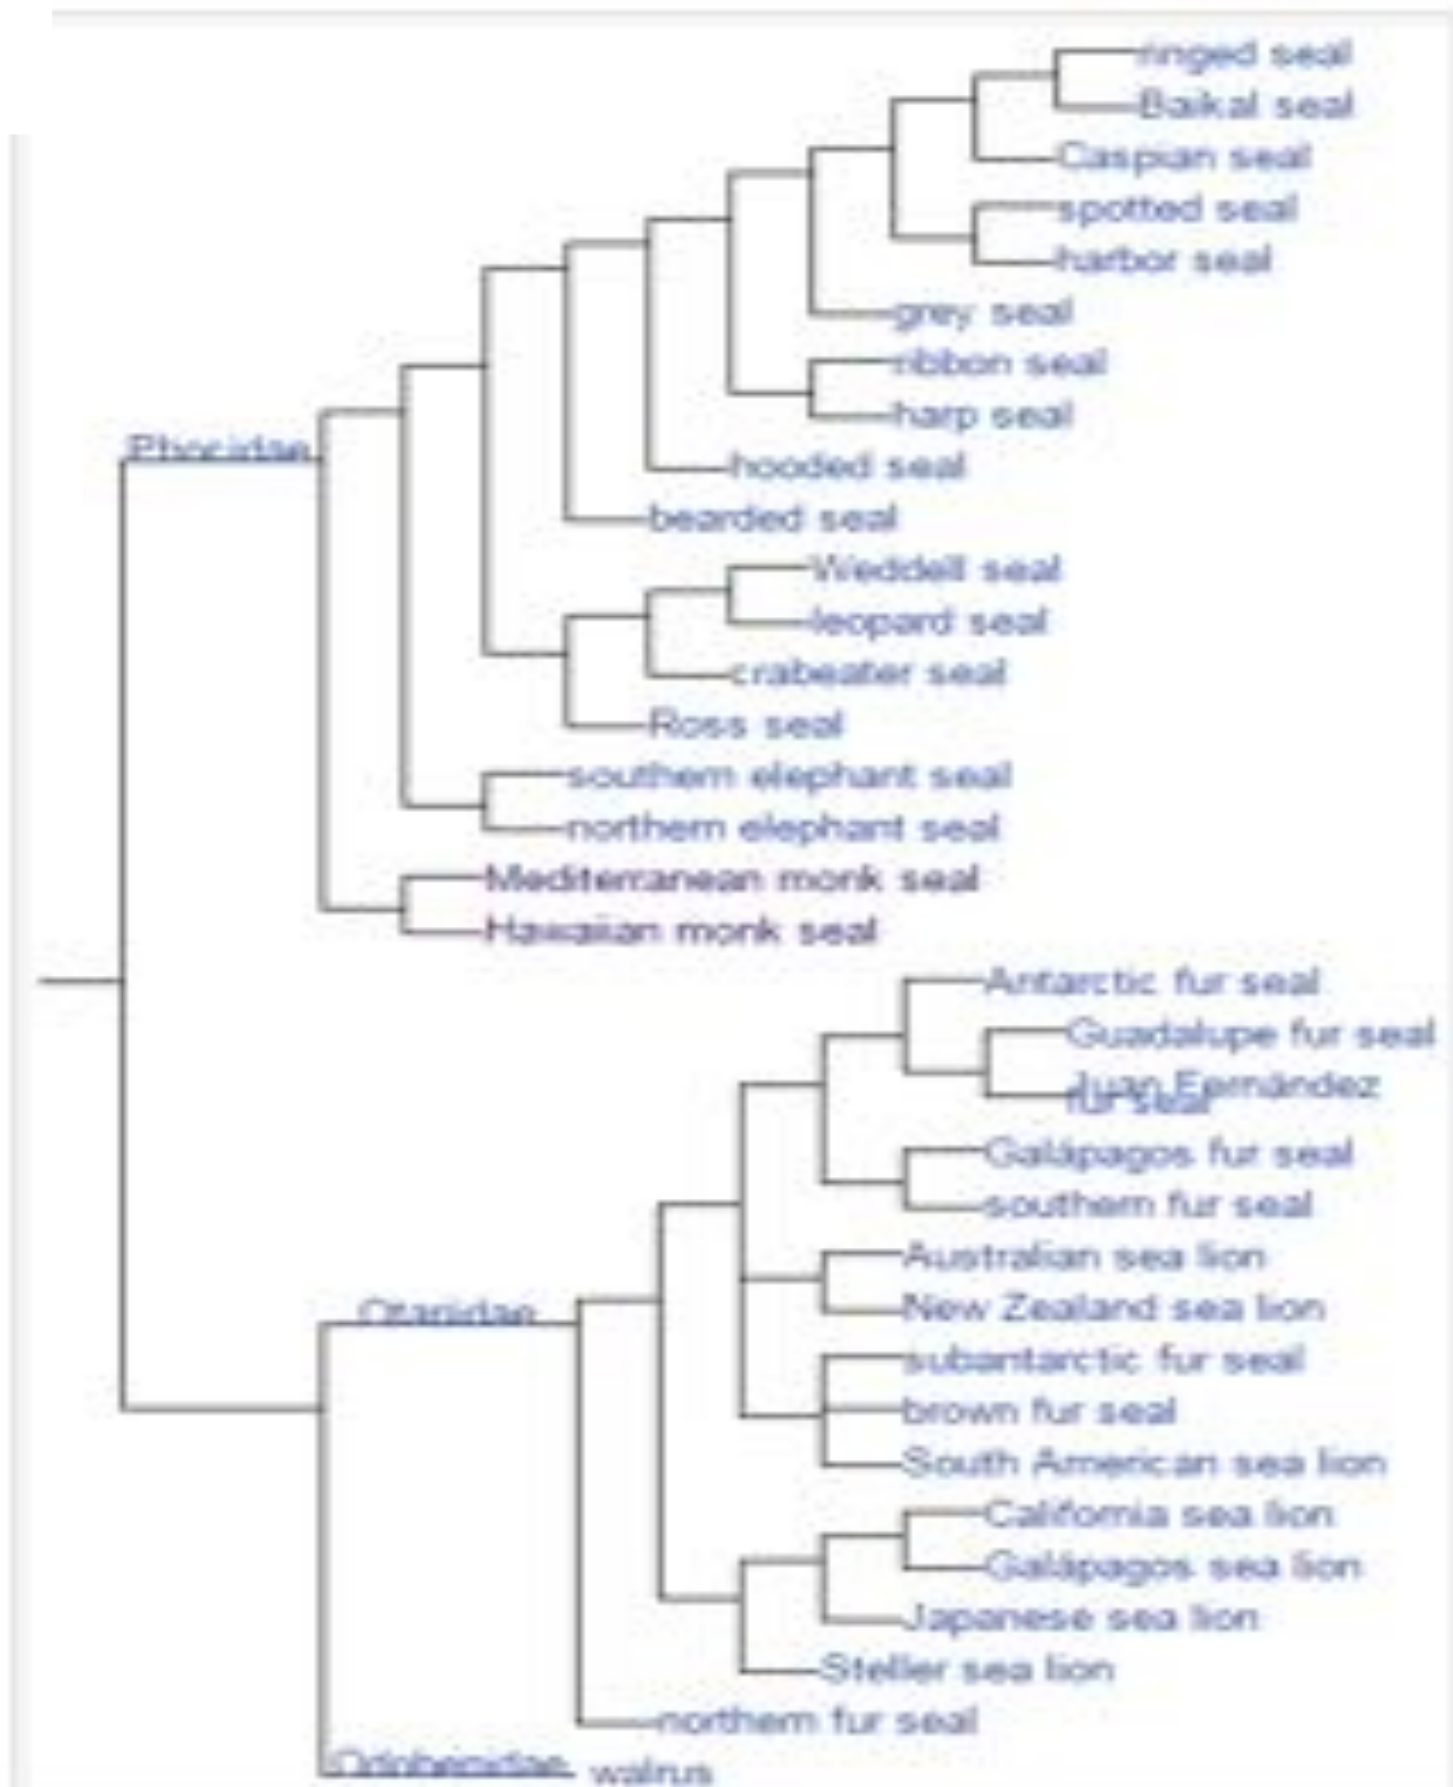 ringed seal
Baikal seal
Caspian seal
spotted seal
harbor seal
grey seal
ribbon seal
harp seal
Phocidae
hooded seal
bearded seal
Weddell seal
leopard seal
crabeater seal
Ross seal
southern elephant seal
northern elephant seal
Mediterranean monk seal
Hawaiian monk seal
Antarctic fur seal
Guadalupe fur seal
Juan Fernández
fur seal
Galápagos fur seal
southern fur seal
Australian sea lion
New Zealand sea lion
Otariidae
subantarctic fur seal
brown fur seal
South American sea lion
California sea lion
Galápagos sea lion
Japanese sea lion
Steller sea lion
northern fur seal
Odobenidae walrus